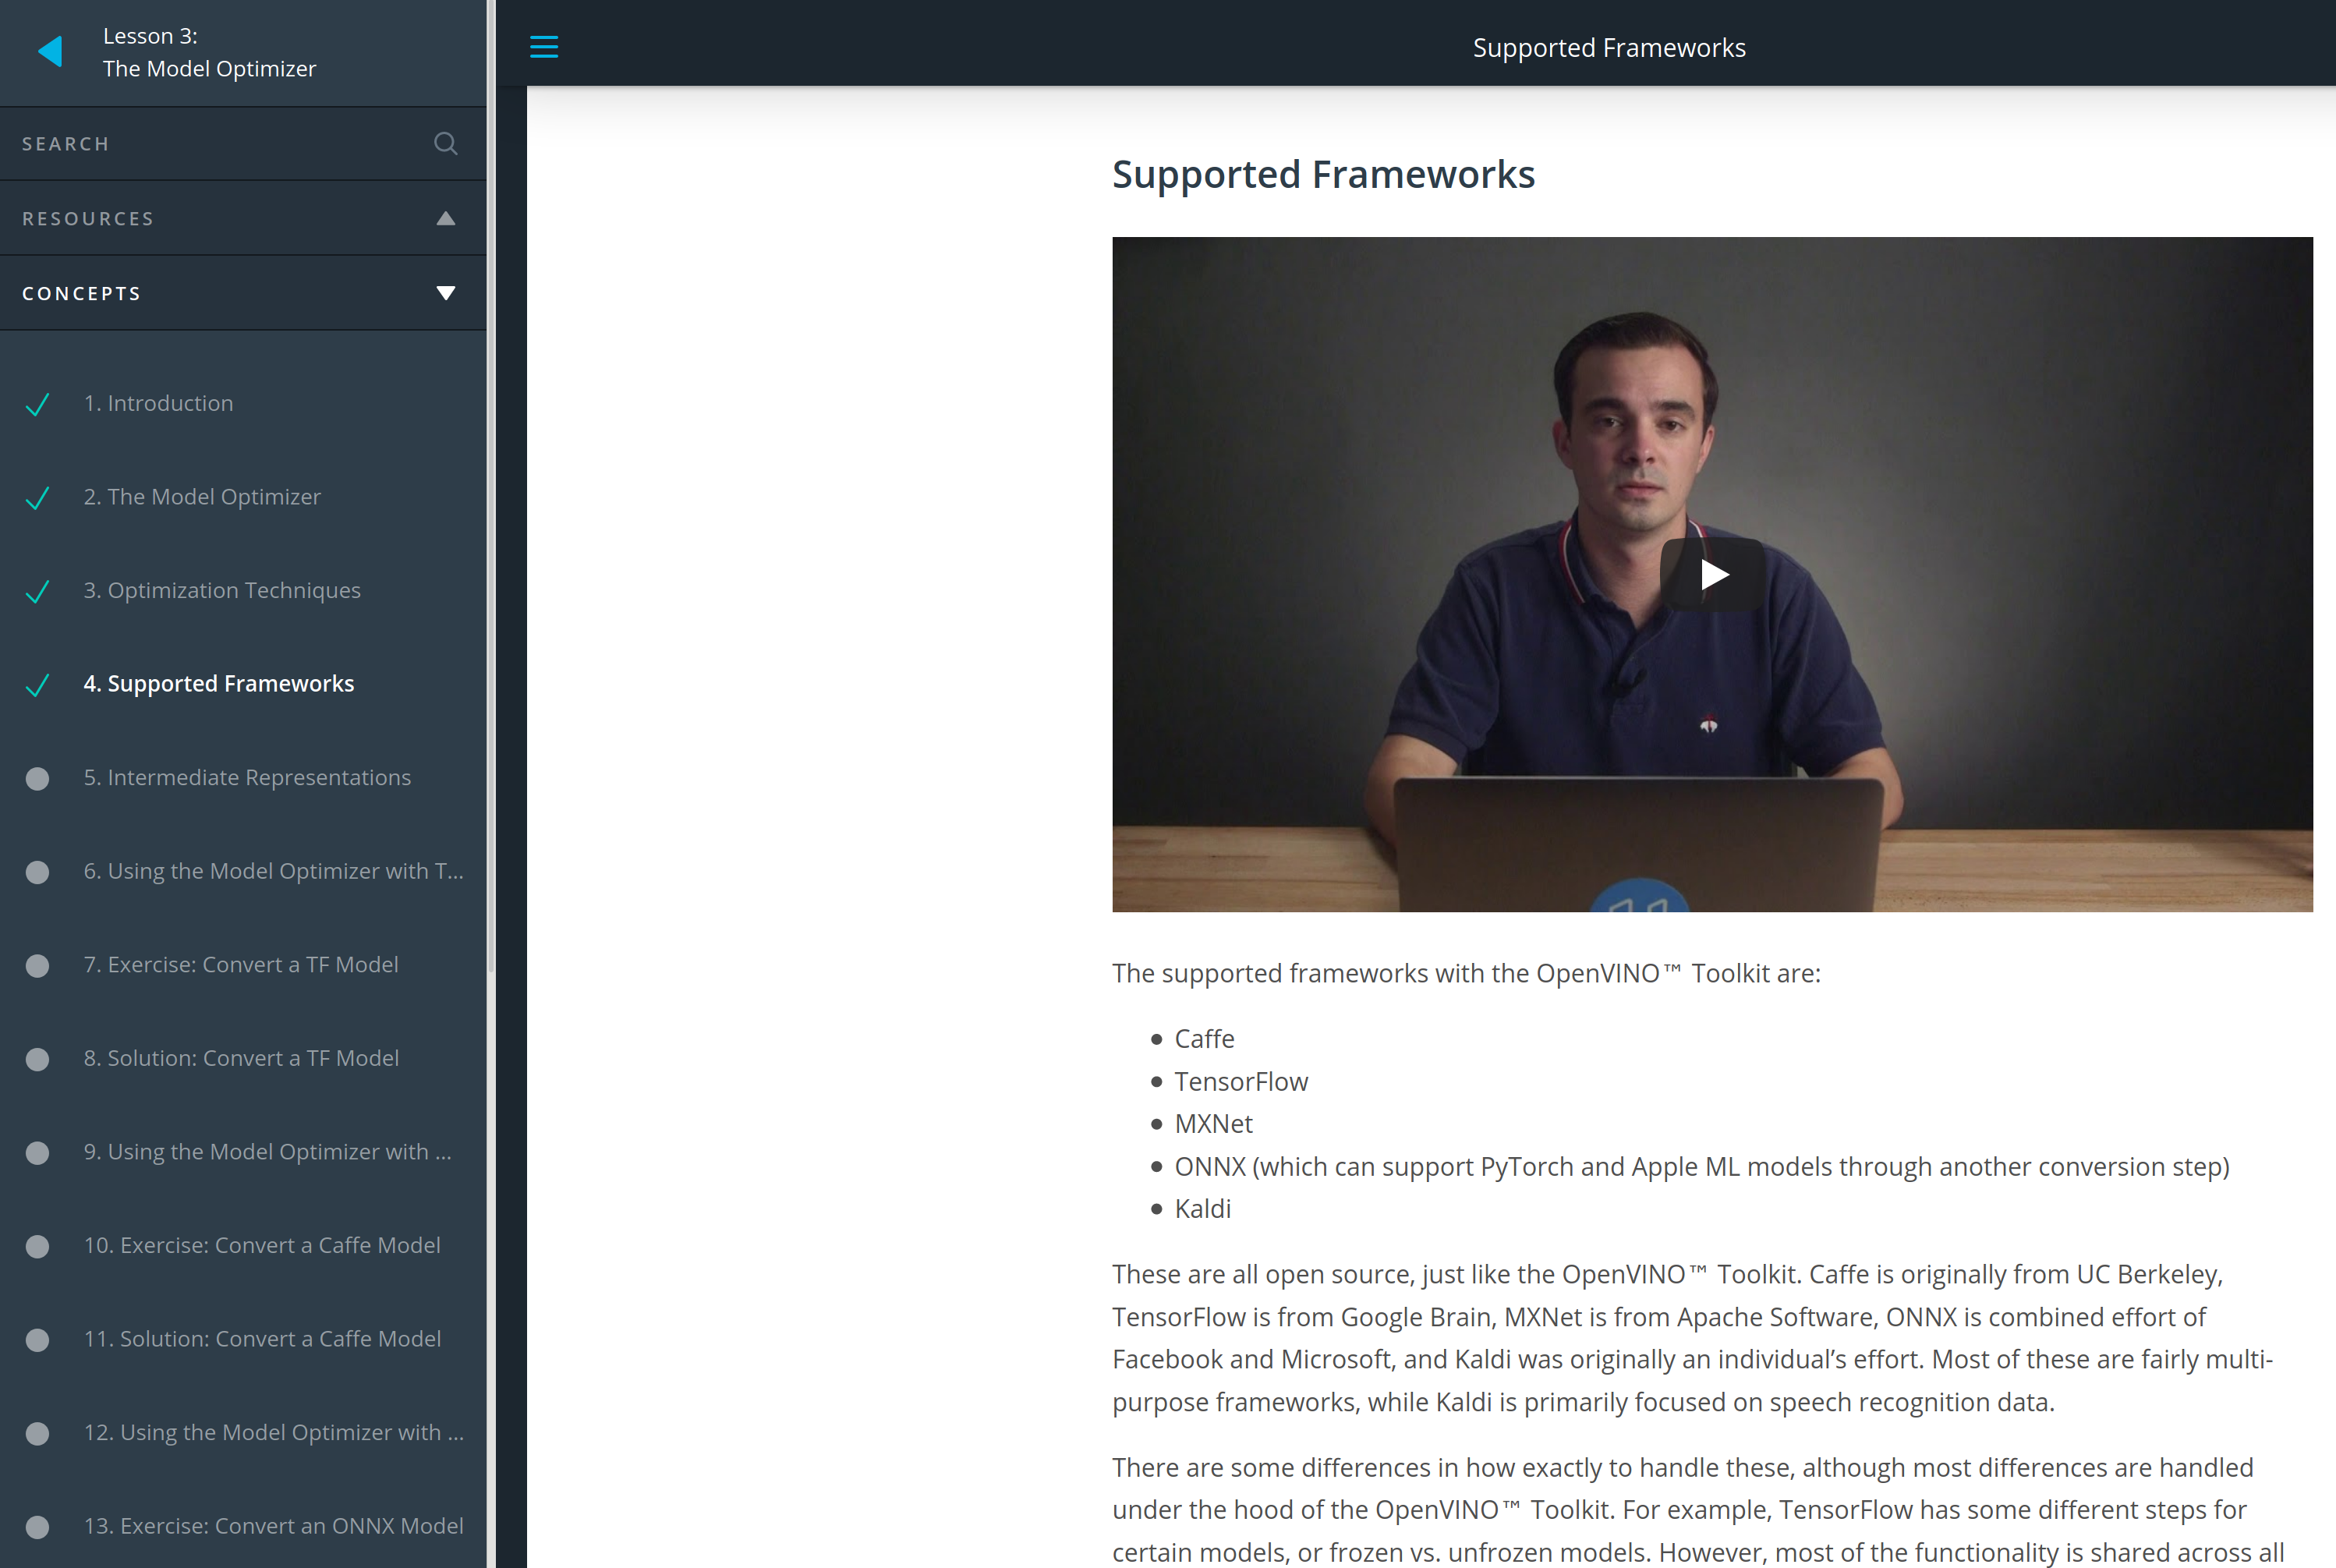 Lesson 3:
The Model Optimizer
SEARCH
RESOURCES
CONCEPTS
1. Introduction
2. The Model Optimizer
3. Optimization Techniques
4. Supported Frameworks
5. Intermediate Representations
6. Using the Model Optimizer with T...
7. Exercise: Convert a TF Model
8. Solution: Convert a TF Model
9. Using the Model Optimizer with ...
10. Exercise: Convert a Caffe Model
11. Solution: Convert a Caffe Model
12. Using the Model Optimizer with ...
13. Exercise: Convert an ONNX Model
Supported Frameworks
Supported Frameworks
The supported frameworks with the OpenVINO™ Toolkit are:
Caffe
TensorFlow
MXNet
ONNX (which can support PyTorch and Apple ML models through another conversion step)
Kaldi
These are all open source, just like the OpenVINO™ Toolkit. Caffe is originally from UC Berkeley,
TensorFlow is from Google Brain, MXNet is from Apache Software, ONNX is combined effort of
Facebook and Microsoft, and Kaldi was originally an individual’s effort. Most of these are fairly multi-
purpose frameworks, while Kaldi is primarily focused on speech recognition data.
There are some differences in how exactly to handle these, although most differences are handled
under the hood of the OpenVINO™ Toolkit. For example, TensorFlow has some different steps for
certain models, or frozen vs. unfrozen models. However, most of the functionality is shared across all